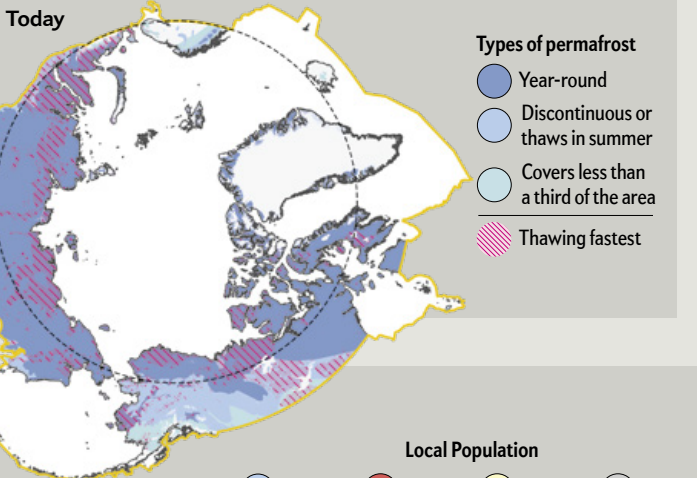 Today
Types of permafrost
Year-round
Discontinuous or
thaws in summer
Covers less than
a third of the area
Thawing fastest
Local Population